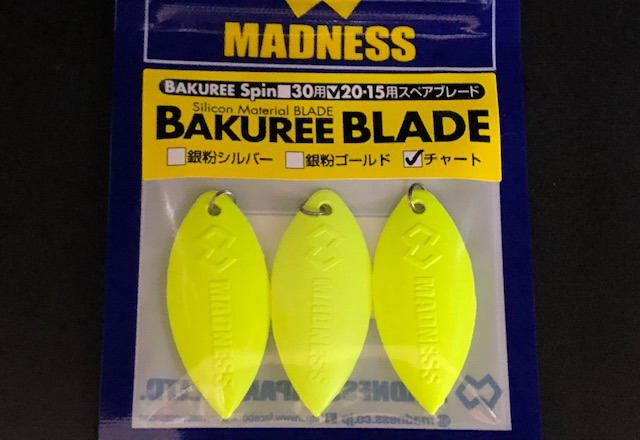 MADNESS
BAKUREE Spin 30用 20・15用スペアブレード
Silicon Material BLADE
BAKUREE BLADE
銀粉シルバー 銀粉ゴールド チャート
MADNESS MADNESS MADNESS
madness.co.jp